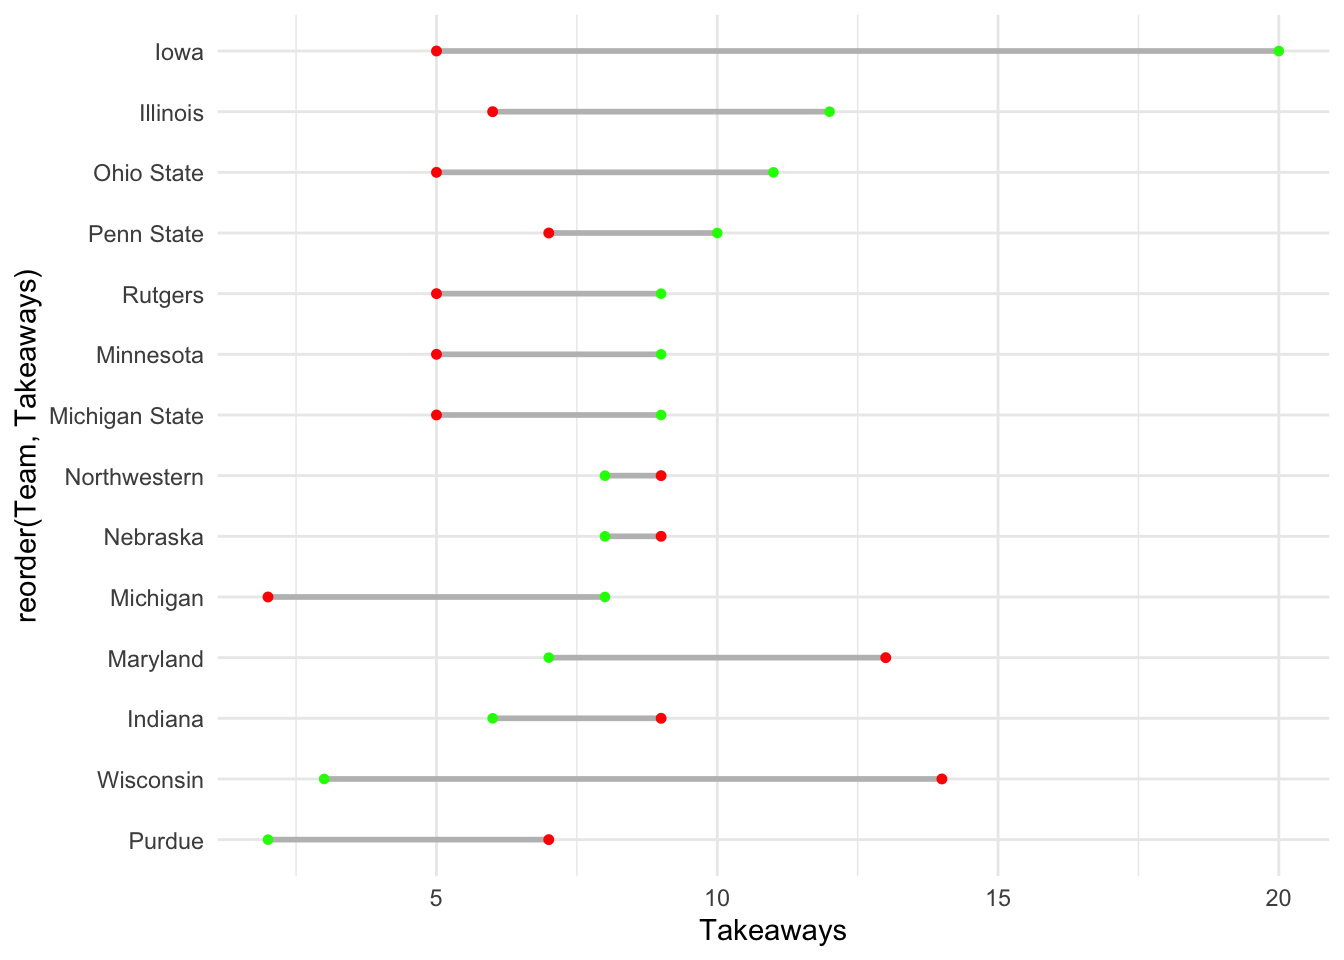 Iowa
Illinois
Ohio State
Penn State
Rutgers
Minnesota
Michigan State
Northwestern
Nebraska
Michigan
Maryland
Indiana
Wisconsin
Purdue
reorder(Team, Takeaways)
5 10 15 20
Takeaways